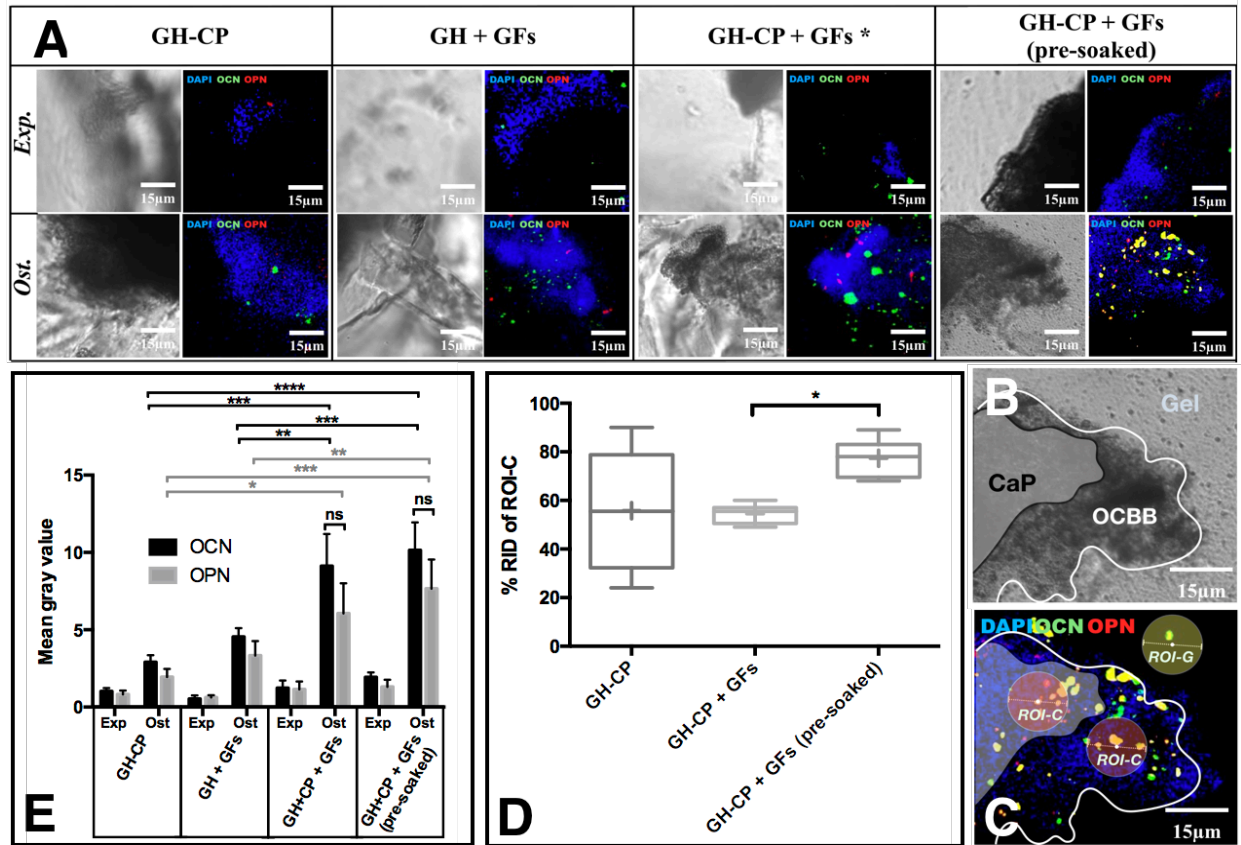 A
GH-CP
GH + GFs
GH-CP + GFs *
GH-CP + GFs
(pre-soaked)
Exp.
15μm
DAPI OCN OPN
15μm
15μm
DAPI OCN OPN
15μm
15μm
DAPI OCN OPN
15μm
15μm
DAPI OCN OPN
15μm
Ost.
15μm
DAPI OCN OPN
15μm
15μm
DAPI OCN OPN
15μm
15μm
DAPI OCN OPN
15μm
15μm
DAPI OCN OPN
15μm
****
***
***
**
**
***
*
ns
ns
15
10
5
0
Mean gray value
OCN
OPN
Exp
Ost
Exp
Ost
Exp
Ost
Exp
Ost
GH-CP
GH + GFs
GH+CP + GFs
GH+CP + GFs
(pre-soaked)
E
100
80
60
40
20
0
% RID of ROI-C
*
GH-CP
GH-CP + GFs
GH-CP + GFs (pre-soaked)
D
B
Gel
CaP
OCBB
15μm
DAPI OCN OPN
ROI-G
ROI-C
ROI-C
C
15μm